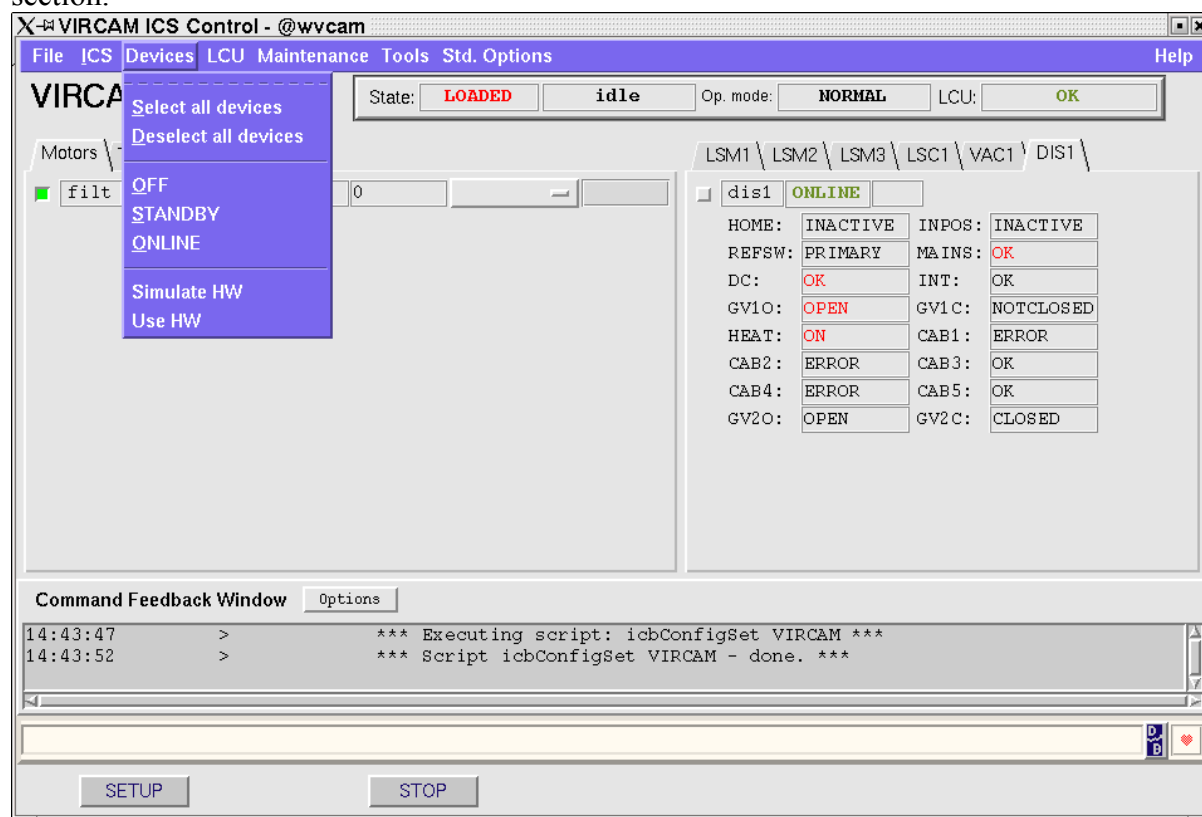 section.
VIRCAM ICS Control - @wvcam
File ICS Devices LCU Maintenance Tools Std. Options Help
VIRCA State: LOADED idle Op. mode: NORMAL LCU: OK
Select all devices
Deselect all devices
OFF
STANDBY
ONLINE
Simulate HW
Use HW
Motors
filt 0
LSM1 LSM2 LSM3 LSC1 VAC1 DIS1
dis1 ONLINE
HOME: INACTIVE INPOS: INACTIVE
REFSW: PRIMARY MAINS: OK
DC: OK INT: OK
GV1O: OPEN GV1C: NOTCLOSED
HEAT: ON CAB1: ERROR
CAB2: ERROR CAB3: OK
CAB4: ERROR CAB5: OK
GV2O: OPEN GV2C: CLOSED
Command Feedback Window Options
14:43:47 > *** Executing script: icbConfigSet VIRCAM ***
14:43:52 > *** Script icbConfigSet VIRCAM - done. ***
D
B
SETUP STOP